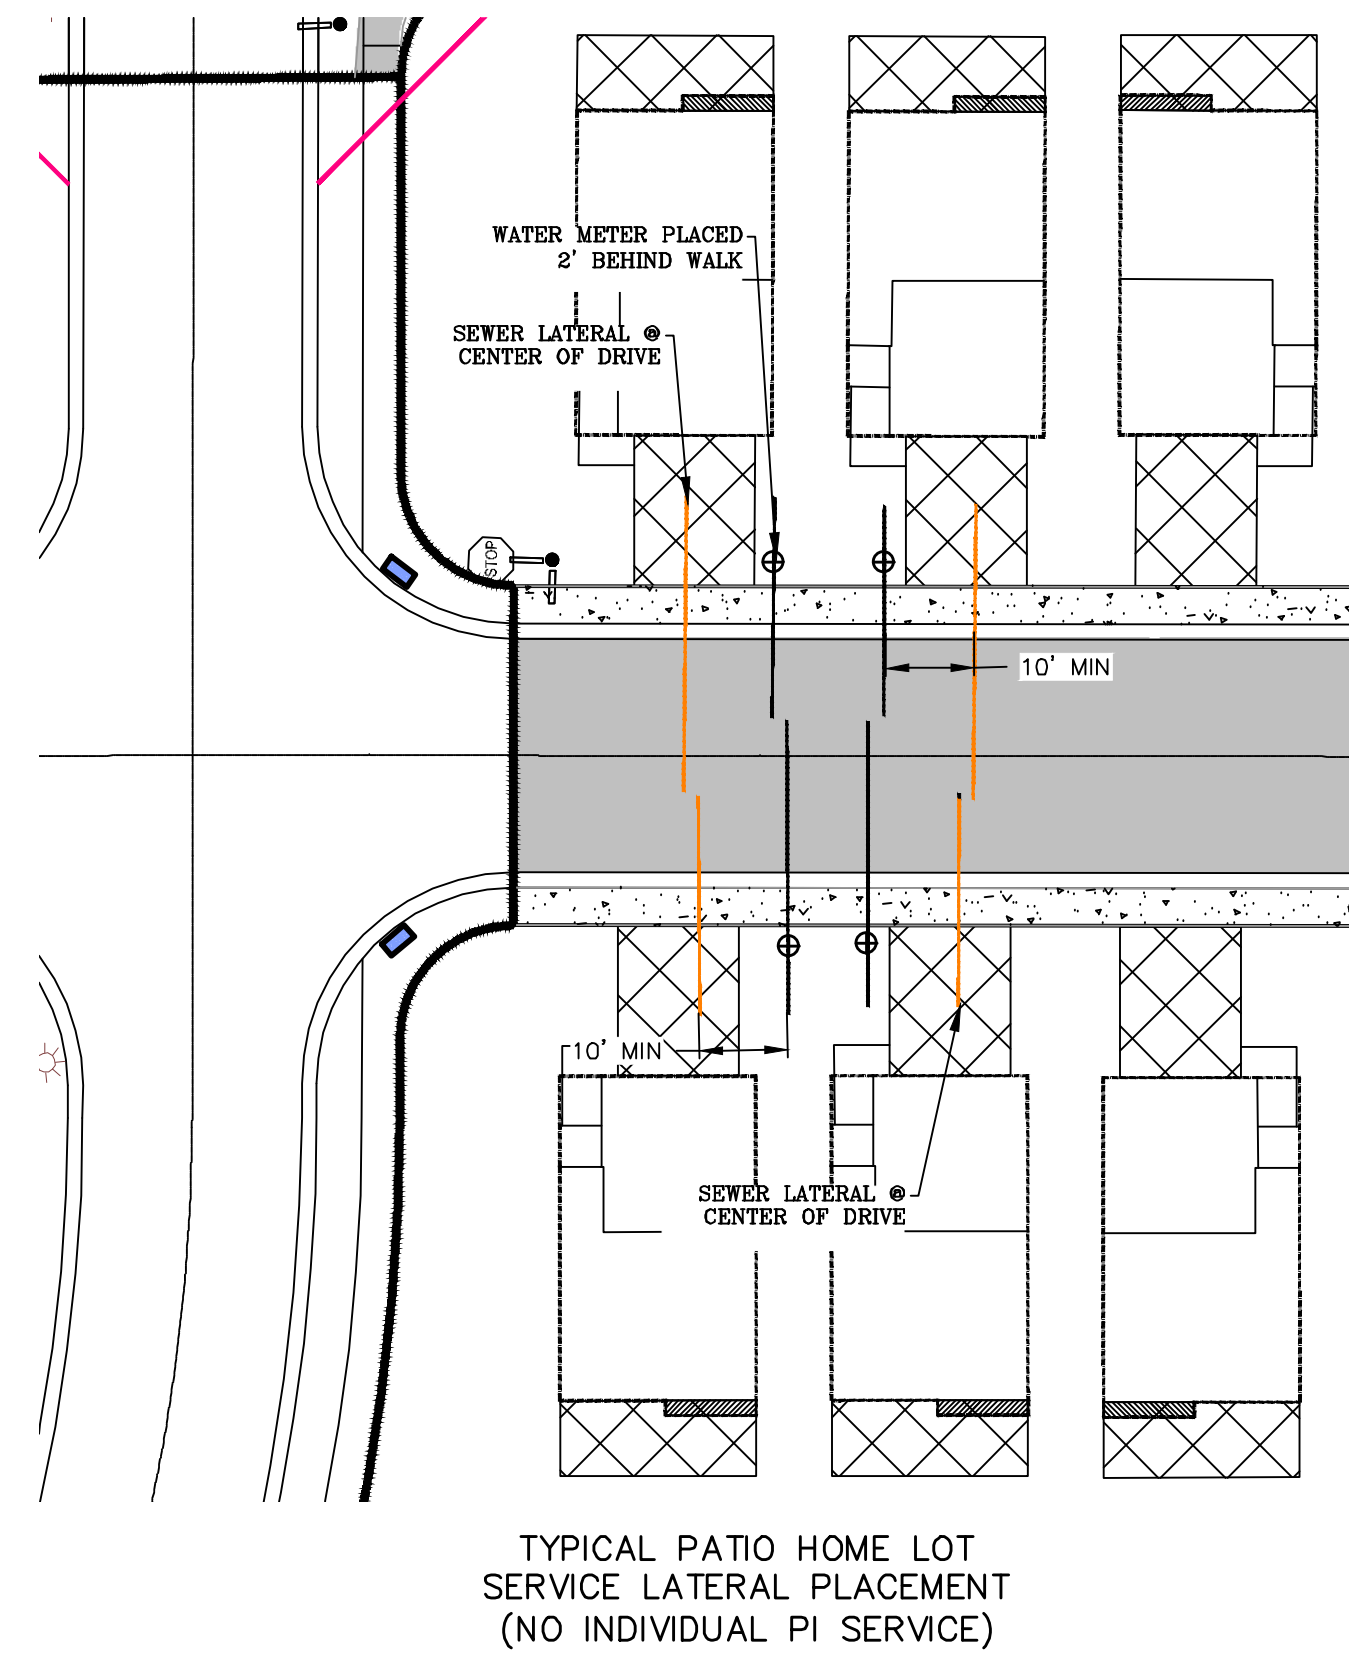 WATER METER PLACED
2' BEHIND WALK
SEWER LATERAL @
CENTER OF DRIVE
STOP
10' MIN
10' MIN
SEWER LATERAL @
CENTER OF DRIVE
TYPICAL PATIO HOME LOT
SERVICE LATERAL PLACEMENT
(NO INDIVIDUAL PI SERVICE)